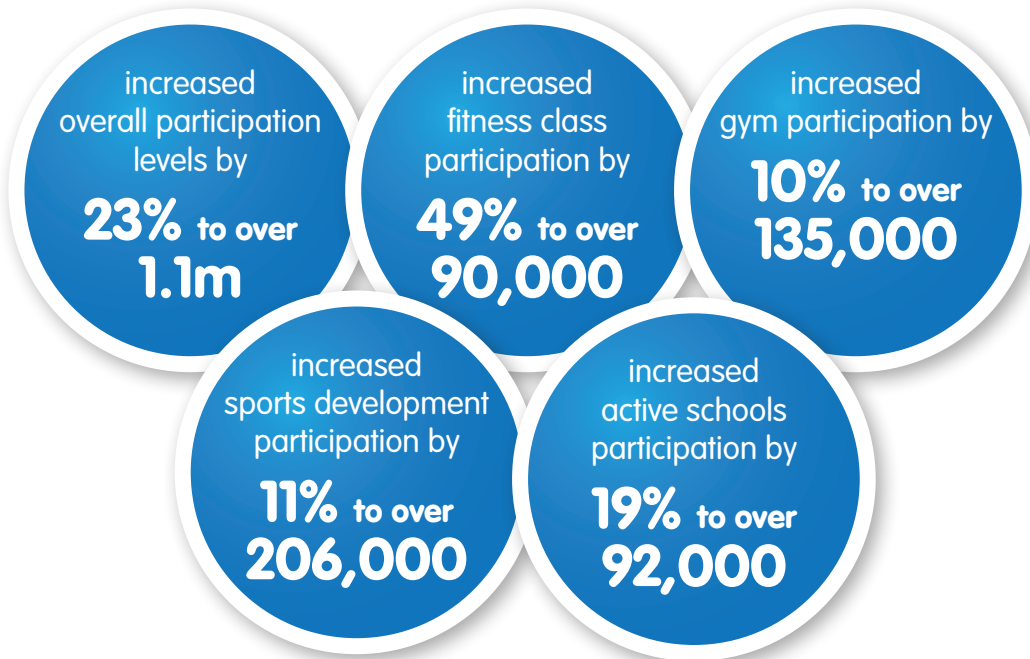 increased
overall participation
levels by
23% to over
1.1m
increased
fitness class
participation by
49% to over
90,000
increased
gym participation by
10% to over
135,000
increased
sports development
participation by
11% to over
206,000
increased
active schools
participation by
19% to over
92,000